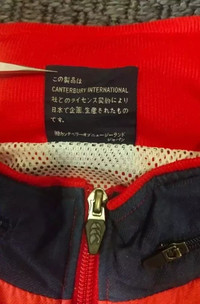 この製品は
CANTERBURY INTERNATIONAL
社とのライセンス契約により
日本で企画、生産されたもの
です。